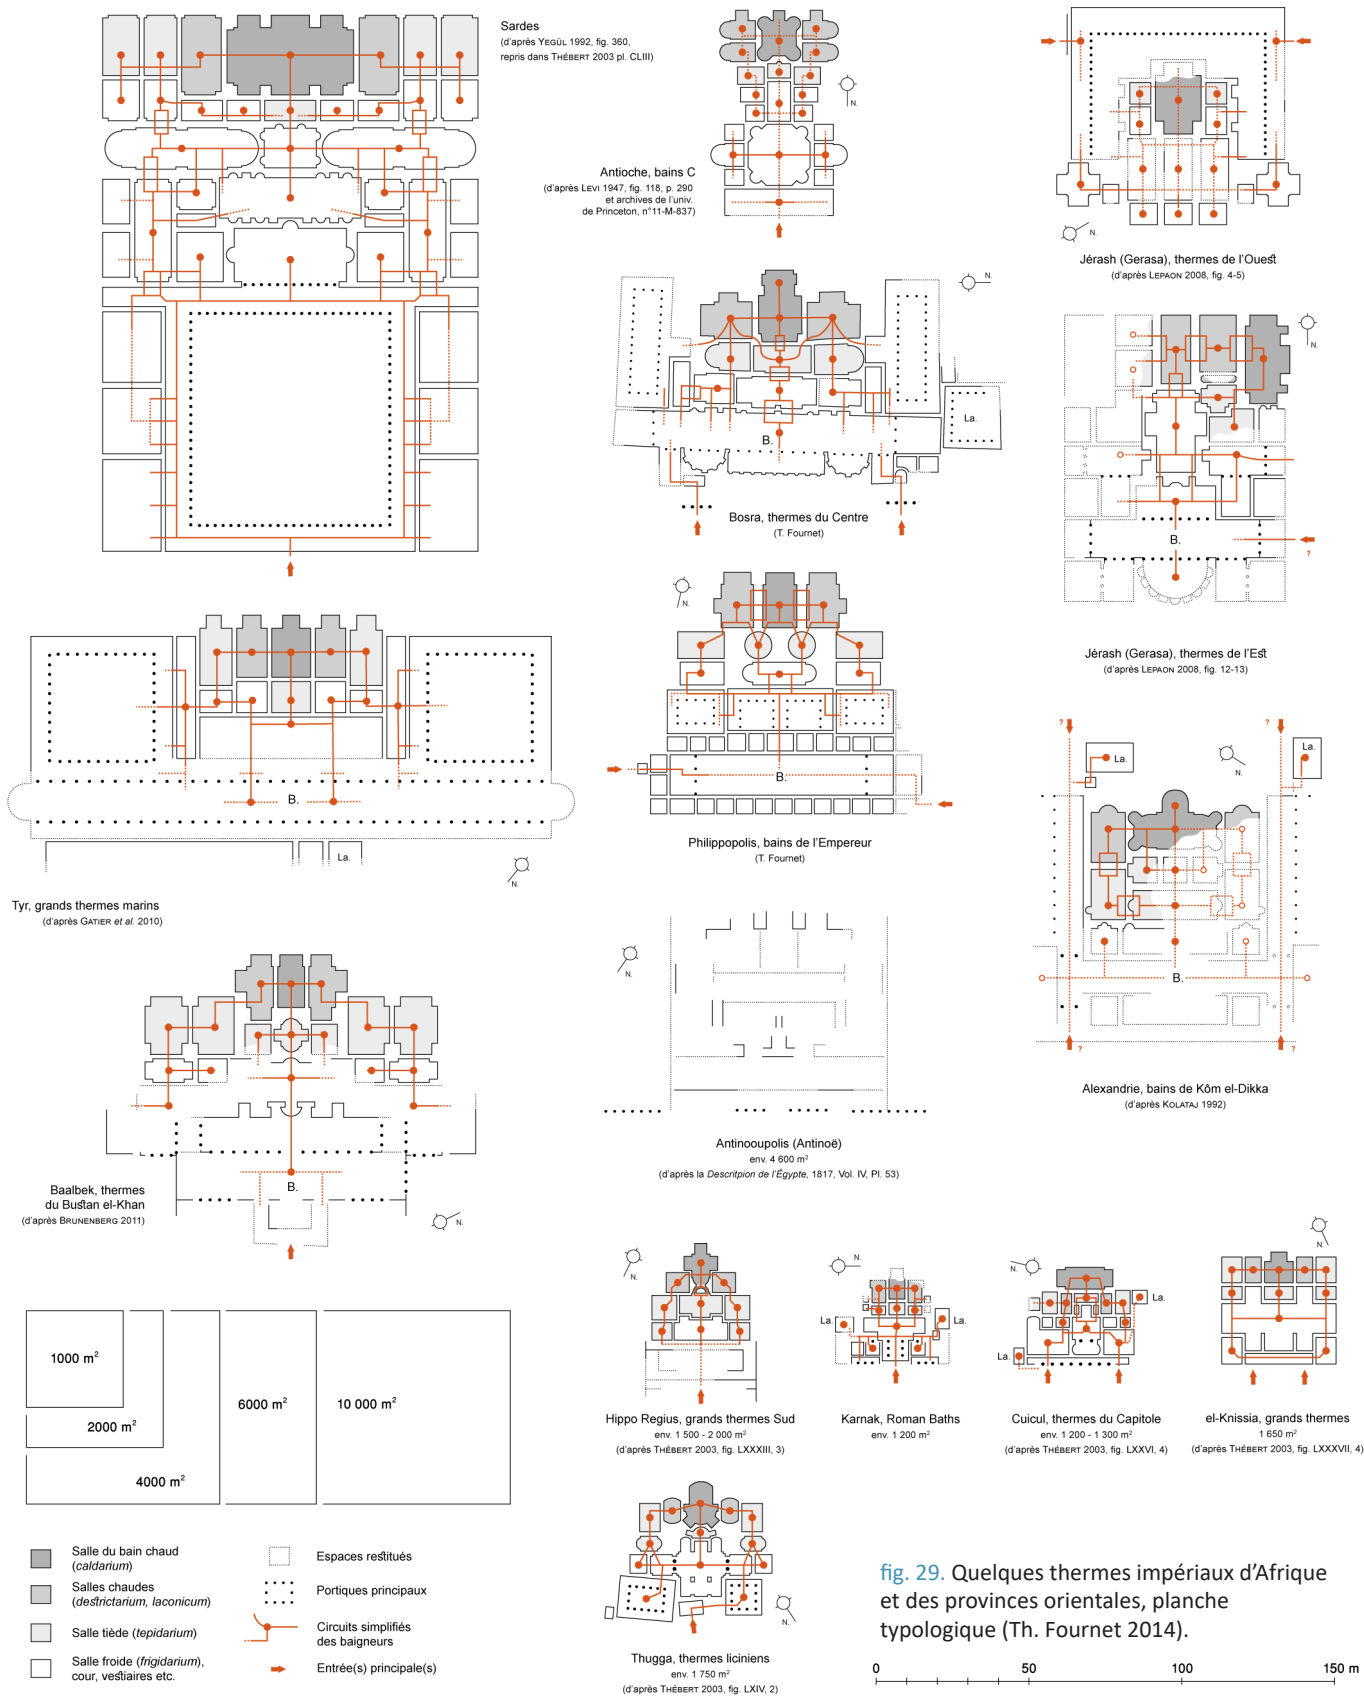 Sardes
(d'après YEGÜL 1992, fig. 360,
repris dans THÉBERT 2003 pl. CLIII)
Antioche, bains C
(d'après LEVI 1947, fig. 118, p. 290
et archives de l'univ.
de Princeton, n°11-M-837)
N.
N.
Jérash (Gerasa), thermes de l'Ouest
(d'après LEPAON 2008, fig. 4-5)
N.
La.
B.
Bosra, thermes du Centre
(T. Fournet)
N.
B.
?
Jérash (Gerasa), thermes de l'Est
(d'après LEPAON 2008, fig. 12-13)
B.
La.
N.
Tyr, grands thermes marins
(d'après GATIER et al. 2010)
N.
B.
Philippopolis, bains de l'Empereur
(T. Fournet)
?
?
La.
La.
N.
B.
?
?
Alexandrie, bains de Kôm el-Dikka
(d'après KOLATAJ 1992)
N.
Antinooupolis (Antinoë)
env. 4 600 m²
(d'après la Descritpion de l'Égypte, 1817, Vol. IV, Pl. 53)
B.
Baalbek, thermes
du Bustan el-Khan
(d'après BRUNENBERG 2011)
N.
N.
Hippo Regius, grands thermes Sud
env. 1 500 - 2 000 m²
(d'après THÉBERT 2003, fig. LXXXIII, 3)
N.
La.
La.
Karnak, Roman Baths
env. 1 200 m²
N.
La.
La.
Cuicul, thermes du Capitole
env. 1 200 - 1 300 m²
(d'après THÉBERT 2003, fig. LXXVI, 4)
N.
el-Knissia, grands thermes
1 650 m²
(d'après THÉBERT 2003, fig. LXXXVII, 4)
1000 m²
2000 m²
4000 m²
6000 m²
10 000 m²
N.
Thugga, thermes liciniens
env. 1 750 m²
(d'après THÉBERT 2003, fig. LXIV, 2)
Salle du bain chaud
(caldarium)
Salles chaudes
(destrictarium, laconicum)
Salle tiède (tepidarium)
Salle froide (frigidarium),
cour, vestiaires etc.
Espaces restitués
Portiques principaux
Circuits simplifiés
des baigneurs
Entrée(s) principale(s)
fig. 29. Quelques thermes impériaux d'Afrique
et des provinces orientales, planche
typologique (Th. Fournet 2014).
0 50 100 150 m